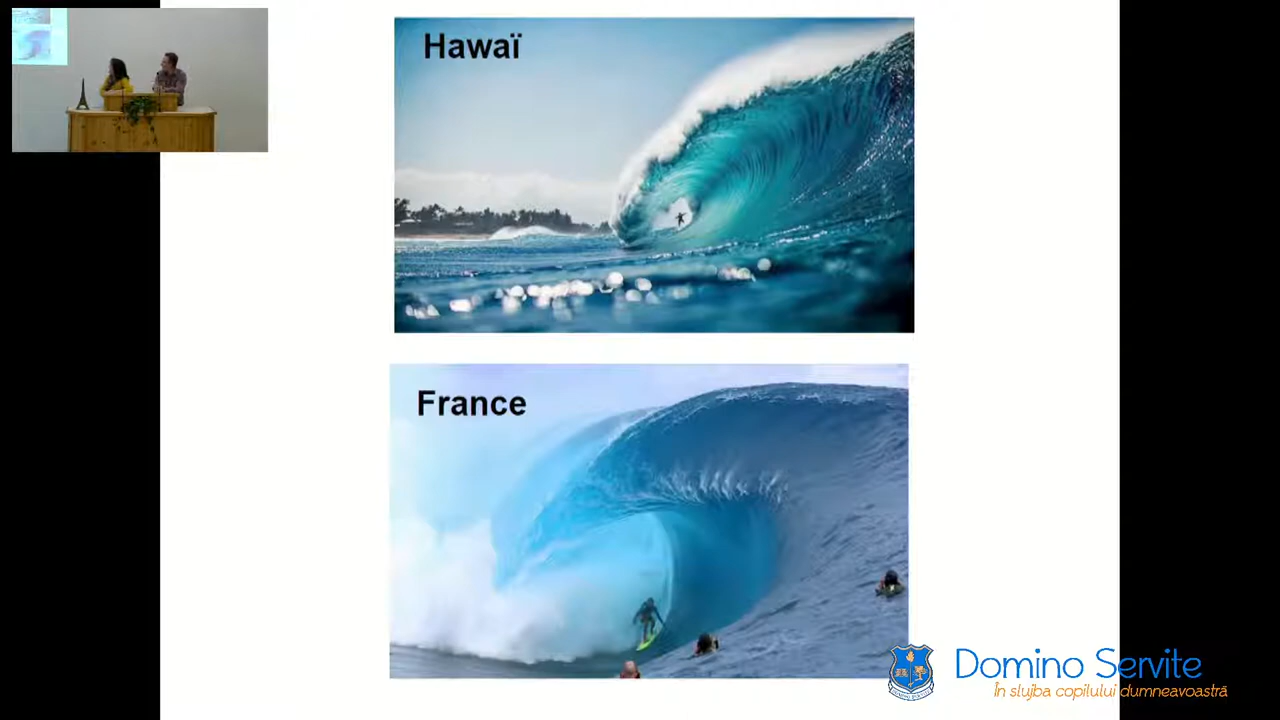 Hawaï
France
Domino Servite
În slujba copilului dumneavoastră